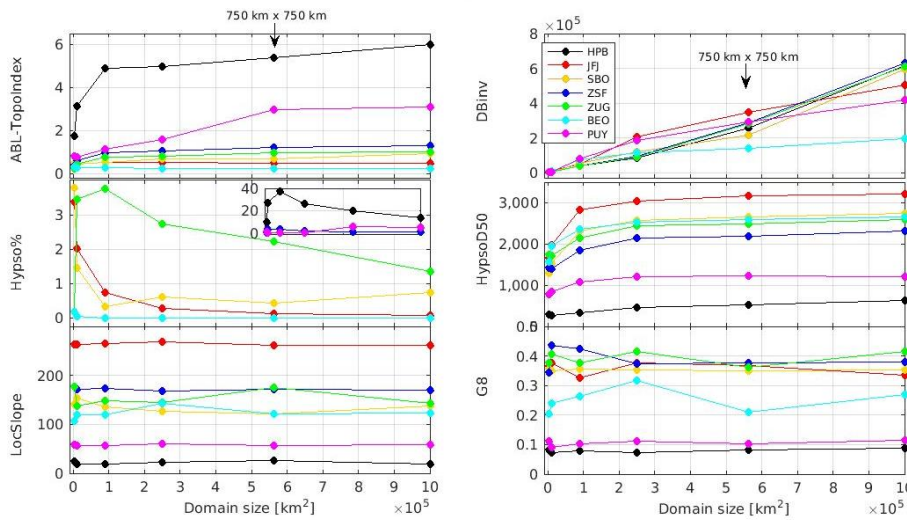 750 km x 750 km
6
4
2
0
ABL-TopoIndex
3
2
1
0
Hypso%
40
20
0
200
100
0
LocSlope
0 1 2 3 4 5 6 7 8 9 10
Domain size [km²] ×10⁵
×10⁵
8
6
4
2
0
DBinv
HPB
JFJ
SBO
ZSF
ZUG
BEO
PUY
750 km x 750 km
3,000
2,000
1,000
0
HypsoD50
0.5
0.4
0.3
0.2
0.1
0
G8
0 1 2 3 4 5 6 7 8 9 10
Domain size [km²] ×10⁵